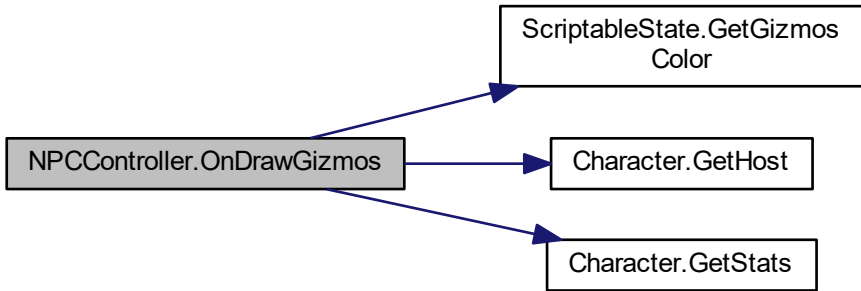 ScriptableState.GetGizmos
Color
NPCController.OnDrawGizmos
Character.GetHost
Character.GetStats